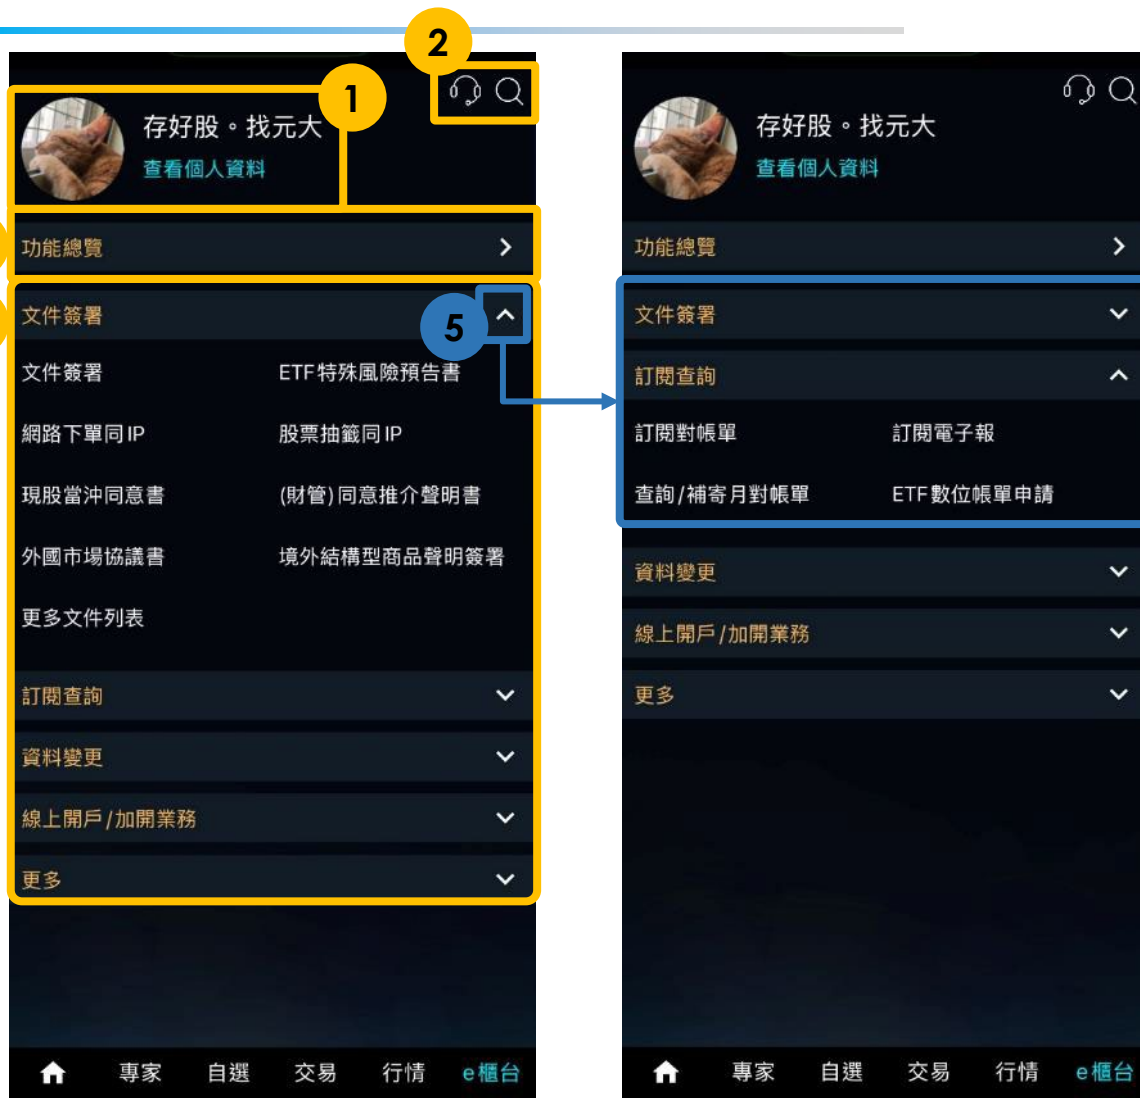 2
1
存好股。找元大
查看個人資料
功能總覽
文件簽署
5
文件簽署 ETF特殊風險預告書
網路下單同IP 股票抽籤同IP
現股當沖同意書 (財管)同意推介聲明書
外國市場協議書 境外結構型商品聲明簽署
更多文件列表
訂閱查詢
資料變更
線上開戶/加開業務
更多
專家 自選 交易 行情 e櫃台
存好股。找元大
查看個人資料
功能總覽
文件簽署
訂閱查詢
訂閱對帳單 訂閱電子報
查詢/補寄月對帳單 ETF數位帳單申請
資料變更
線上開戶/加開業務
更多
專家 自選 交易 行情 e櫃台